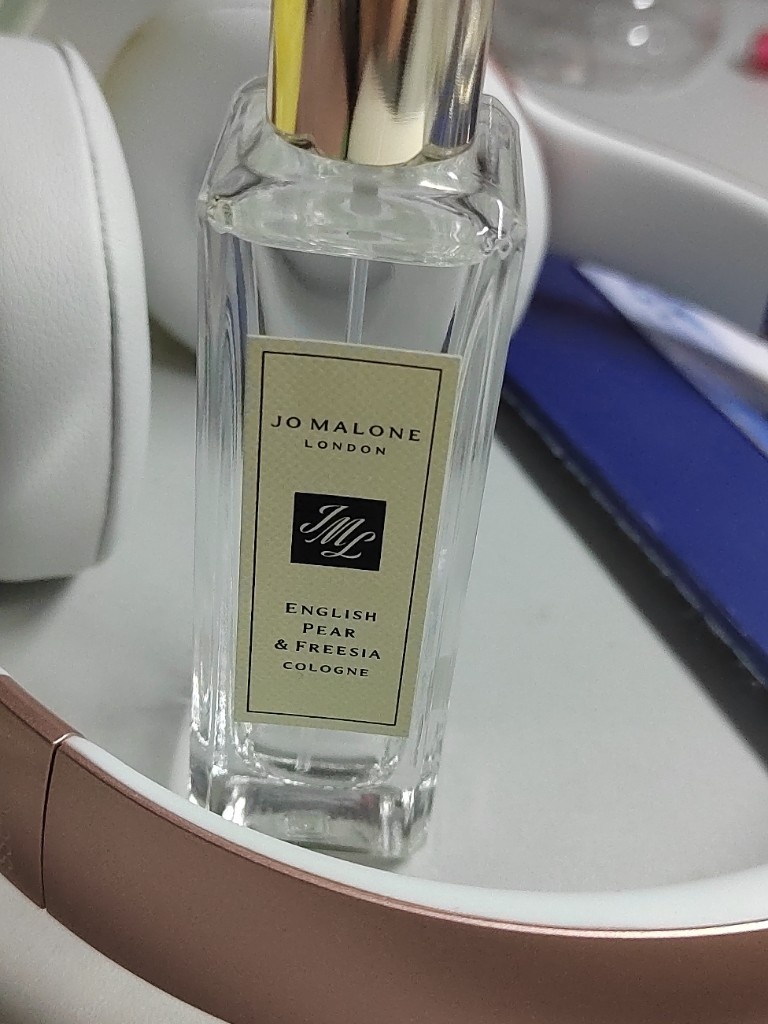 JO MALONE
LONDON
JML
ENGLISH
PEAR
& FREESIA
COLOGNE